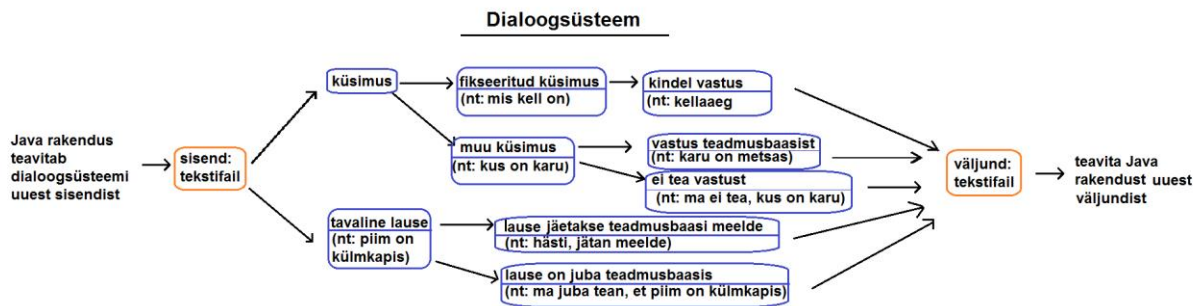 Dialoogsüsteem
Java rakendus
teavitab
dialoogsüsteemi
uuest sisendist
sisend:
tekstifail
küsimus
fikseeritud küsimus
(nt: mis kell on)
kindel vastus
(nt: kellaaeg
muu küsimus
(nt: kus on karu)
vastus teadmusbaasist
(nt: karu on metsas)
ei tea vastust
(nt: ma ei tea, kus on karu)
tavaline lause
(nt: piim on
külmkapis)
lause jäetakse teadmusbaasi meelde
(nt: hästi, jätan meelde)
lause on juba teadmusbaasis
(nt: ma juba tean, et piim on külmkapis)
väljund:
tekstifail
teavita Java
rakendust uuest
väljundist